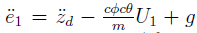 ë₁ = z̈_d − (cϕcθ/m) U₁ + g